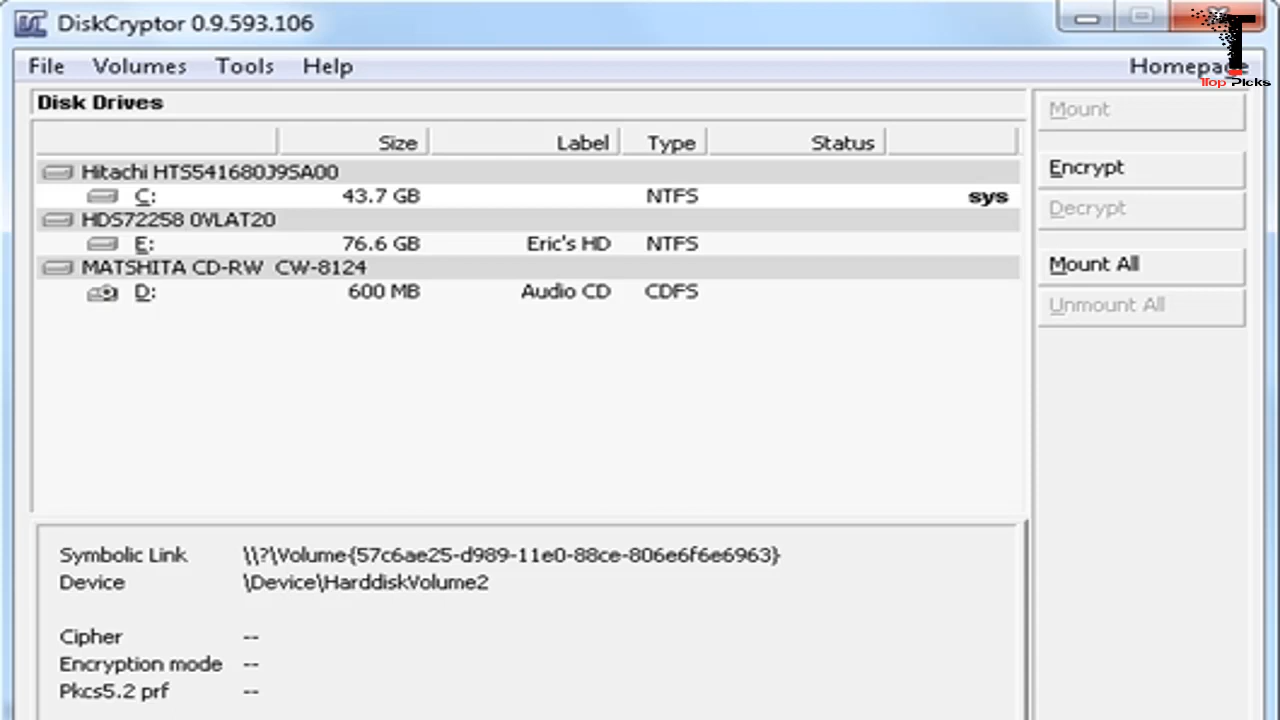 DiskCryptor 0.9.593.106
File Volumes Tools Help Homepage
Top Picks
Disk Drives
Size Label Type Status
Hitachi HTS541680J9SA00
C: 43.7 GB NTFS sys
HDS72258 0VLAT20
E: 76.6 GB Eric's HD NTFS
MATSHITA CD-RW CW-8124
D: 600 MB Audio CD CDFS
Mount
Encrypt
Decrypt
Mount All
Unmount All
Symbolic Link \\?\Volume{57c6ae25-d989-11e0-88ce-806e6f6e6963}
Device \Device\HarddiskVolume2
Cipher --
Encryption mode --
Pkcs5.2 prf --